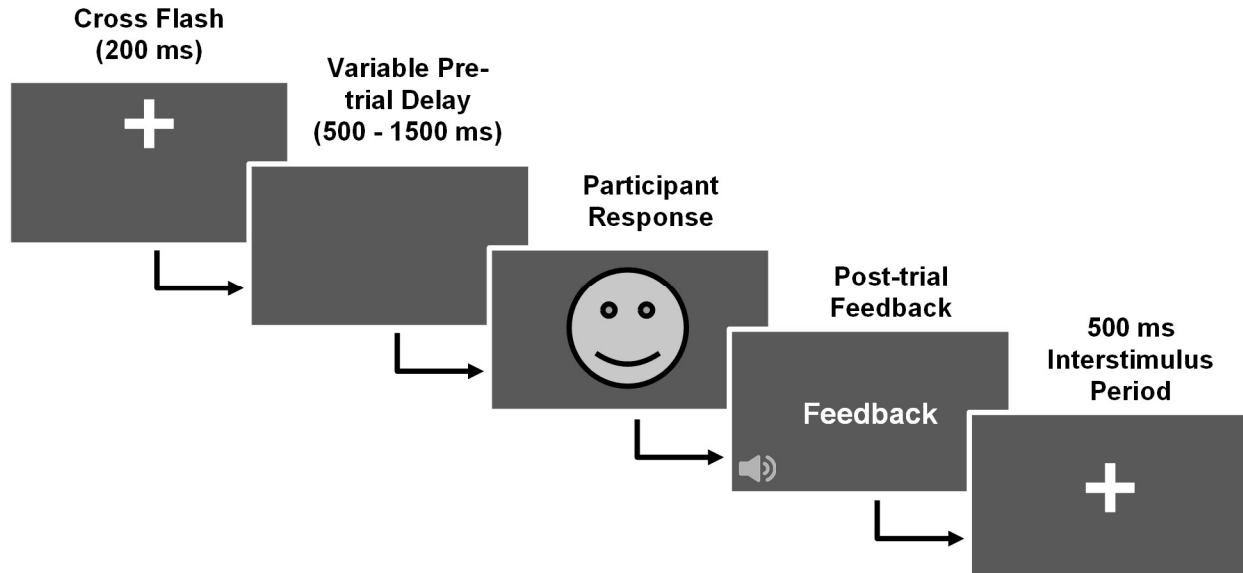 Cross Flash
(200 ms)
Variable Pre-
trial Delay
(500 - 1500 ms)
Participant
Response
Post-trial
Feedback
Feedback
500 ms
Interstimulus
Period